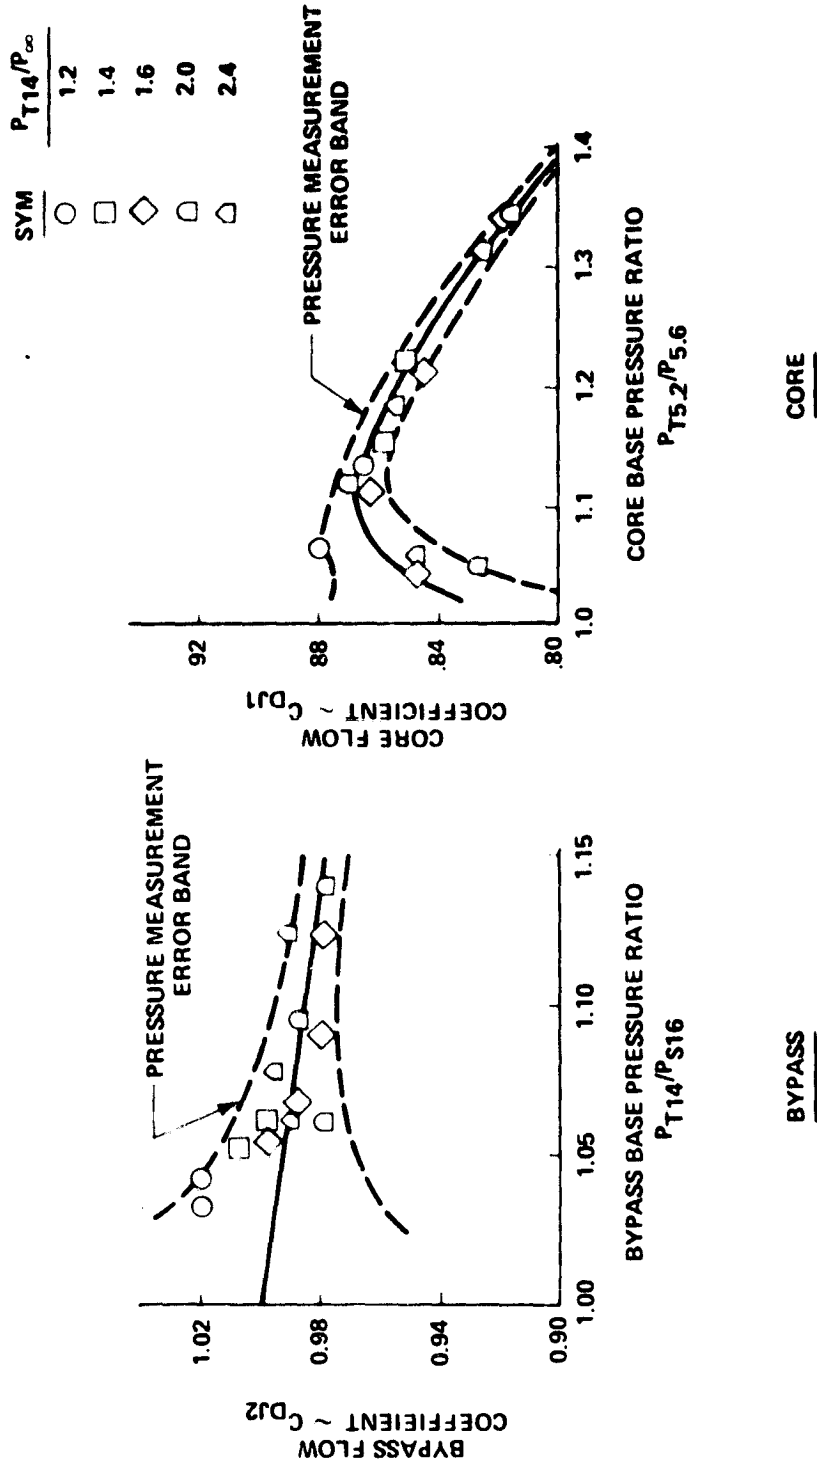 SYM P_T14/P_∞
1.2
1.4
1.6
2.0
2.4
PRESSURE MEASUREMENT
ERROR BAND
1.02
0.98
0.94
0.90
BYPASS FLOW
COEFFIEIENT ~ C_DJ2
1.00 1.05 1.10 1.15
BYPASS BASE PRESSURE RATIO
P_T14/P_S16
BYPASS
PRESSURE MEASUREMENT
ERROR BAND
92
.88
.84
.80
CORE FLOW
COEFFICIENT ~ C_DJ1
1.0 1.1 1.2 1.3 1.4
CORE BASE PRESSURE RATIO
P_T5.2/P_5.6
CORE